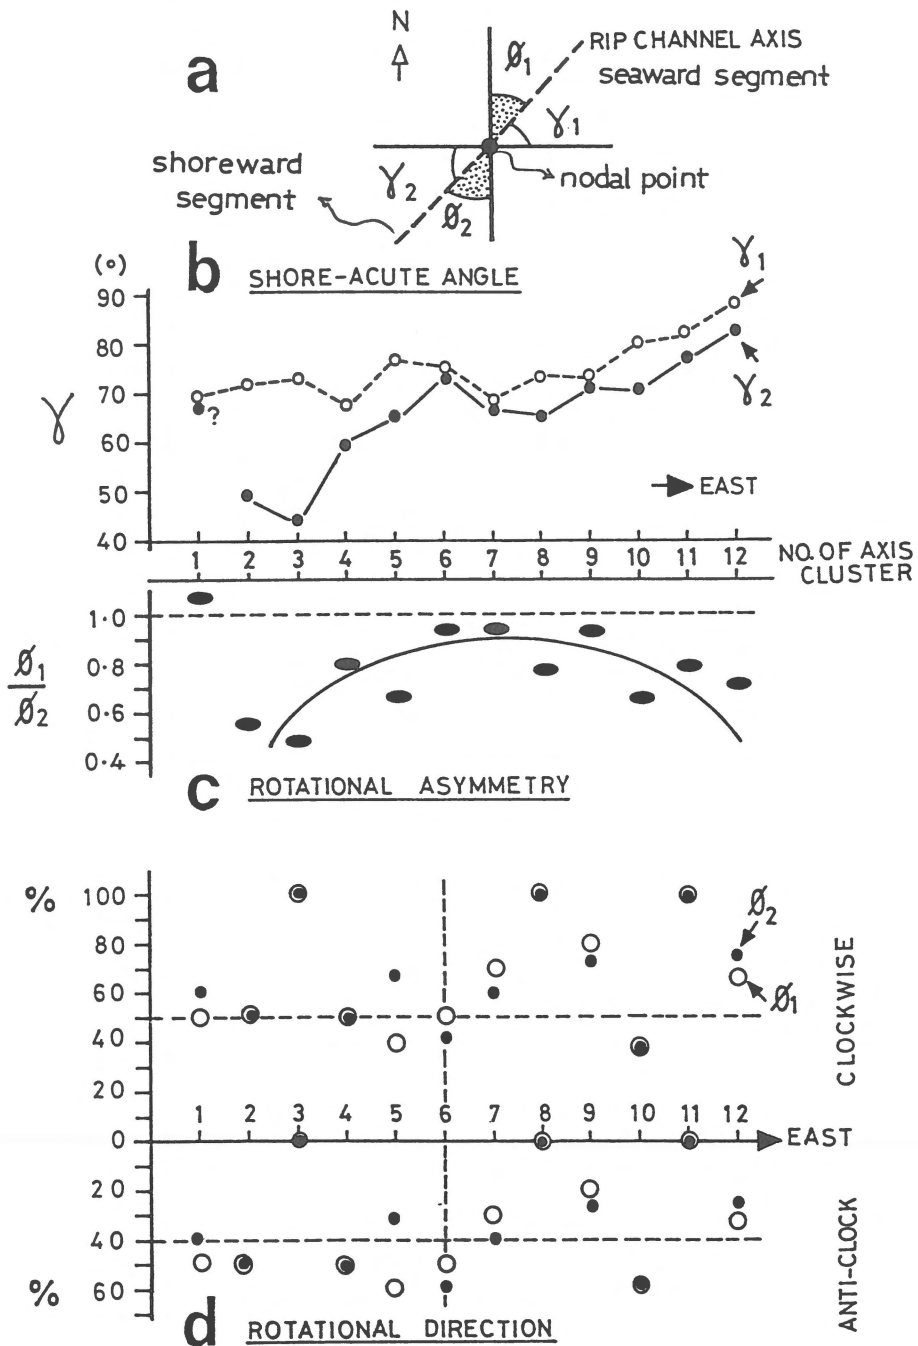 a
N
Ø1
RIP CHANNEL AXIS
seaward segment
γ1
shoreward
segment
γ2
nodal point
Ø2
(o)
b SHORE-ACUTE ANGLE
γ1
90
80
γ 70
γ2
?
60
50
EAST
40
1 2 3 4 5 6 7 8 9 10 11 12
NO. OF AXIS
CLUSTER
1·0
0·8
Ø1
Ø2
0·6
0·4
c ROTATIONAL ASYMMETRY
% 100
Ø2
80
60
Ø1
40
20
CLOCKWISE
1 2 3 4 5 6 7 8 9 10 11 12
0
EAST
20
40
60
%
ANTI-CLOCK
d ROTATIONAL DIRECTION